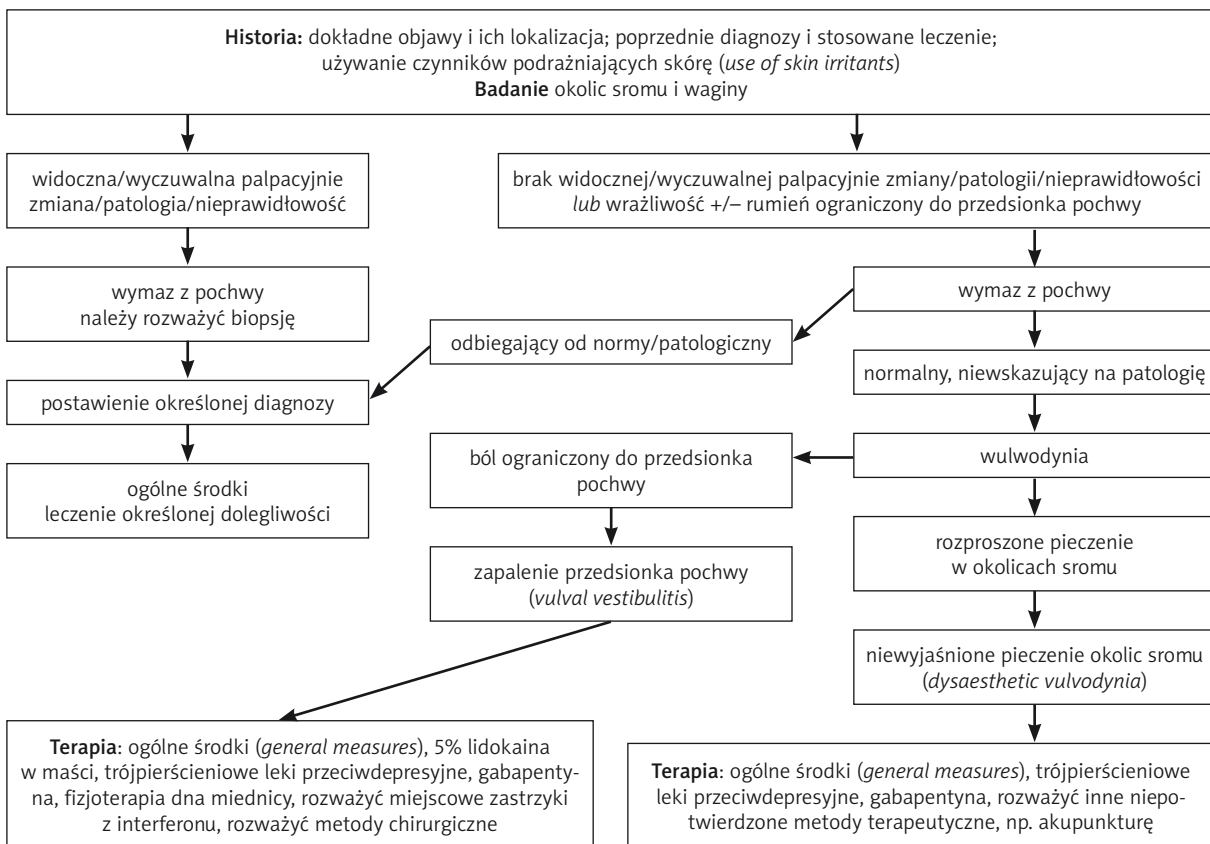 Historia: dokładne objawy i ich lokalizacja; poprzednie diagnozy i stosowane leczenie;
używanie czynników podrażniających skórę (use of skin irritants)
Badanie okolic sromu i waginy
widoczna/wyczuwalna palpacyjnie
zmiana/patologia/nieprawidłowość
brak widocznej/wyczuwalnej palpacyjnie zmiany/patologii/nieprawidłowości
lub wrażliwość +/– rumień ograniczony do przedsionka pochwy
wymaz z pochwy
należy rozważyć biopsję
wymaz z pochwy
odbiegający od normy/patologiczny
normalny, niewskazujący na patologię
postawienie określonej diagnozy
ból ograniczony do przedsionka
pochwy
wulwodynia
ogólne środki
leczenie określonej dolegliwości
rozproszone pieczenie
w okolicach sromu
zapalenie przedsionka pochwy
(vulval vestibulitis)
niewyjaśnione pieczenie okolic sromu
(dysaesthetic vulvodynia)
Terapia: ogólne środki (general measures), 5% lidokaina
w maści, trójpierścieniowe leki przeciwdepresyjne, gabapenty-
na, fizjoterapia dna miednicy, rozważyć miejscowe zastrzyki
z interferonu, rozważyć metody chirurgiczne
Terapia: ogólne środki (general measures), trójpierścieniowe
leki przeciwdepresyjne, gabapentyna, rozważyć inne niepo-
twierdzone metody terapeutyczne, np. akupunkturę